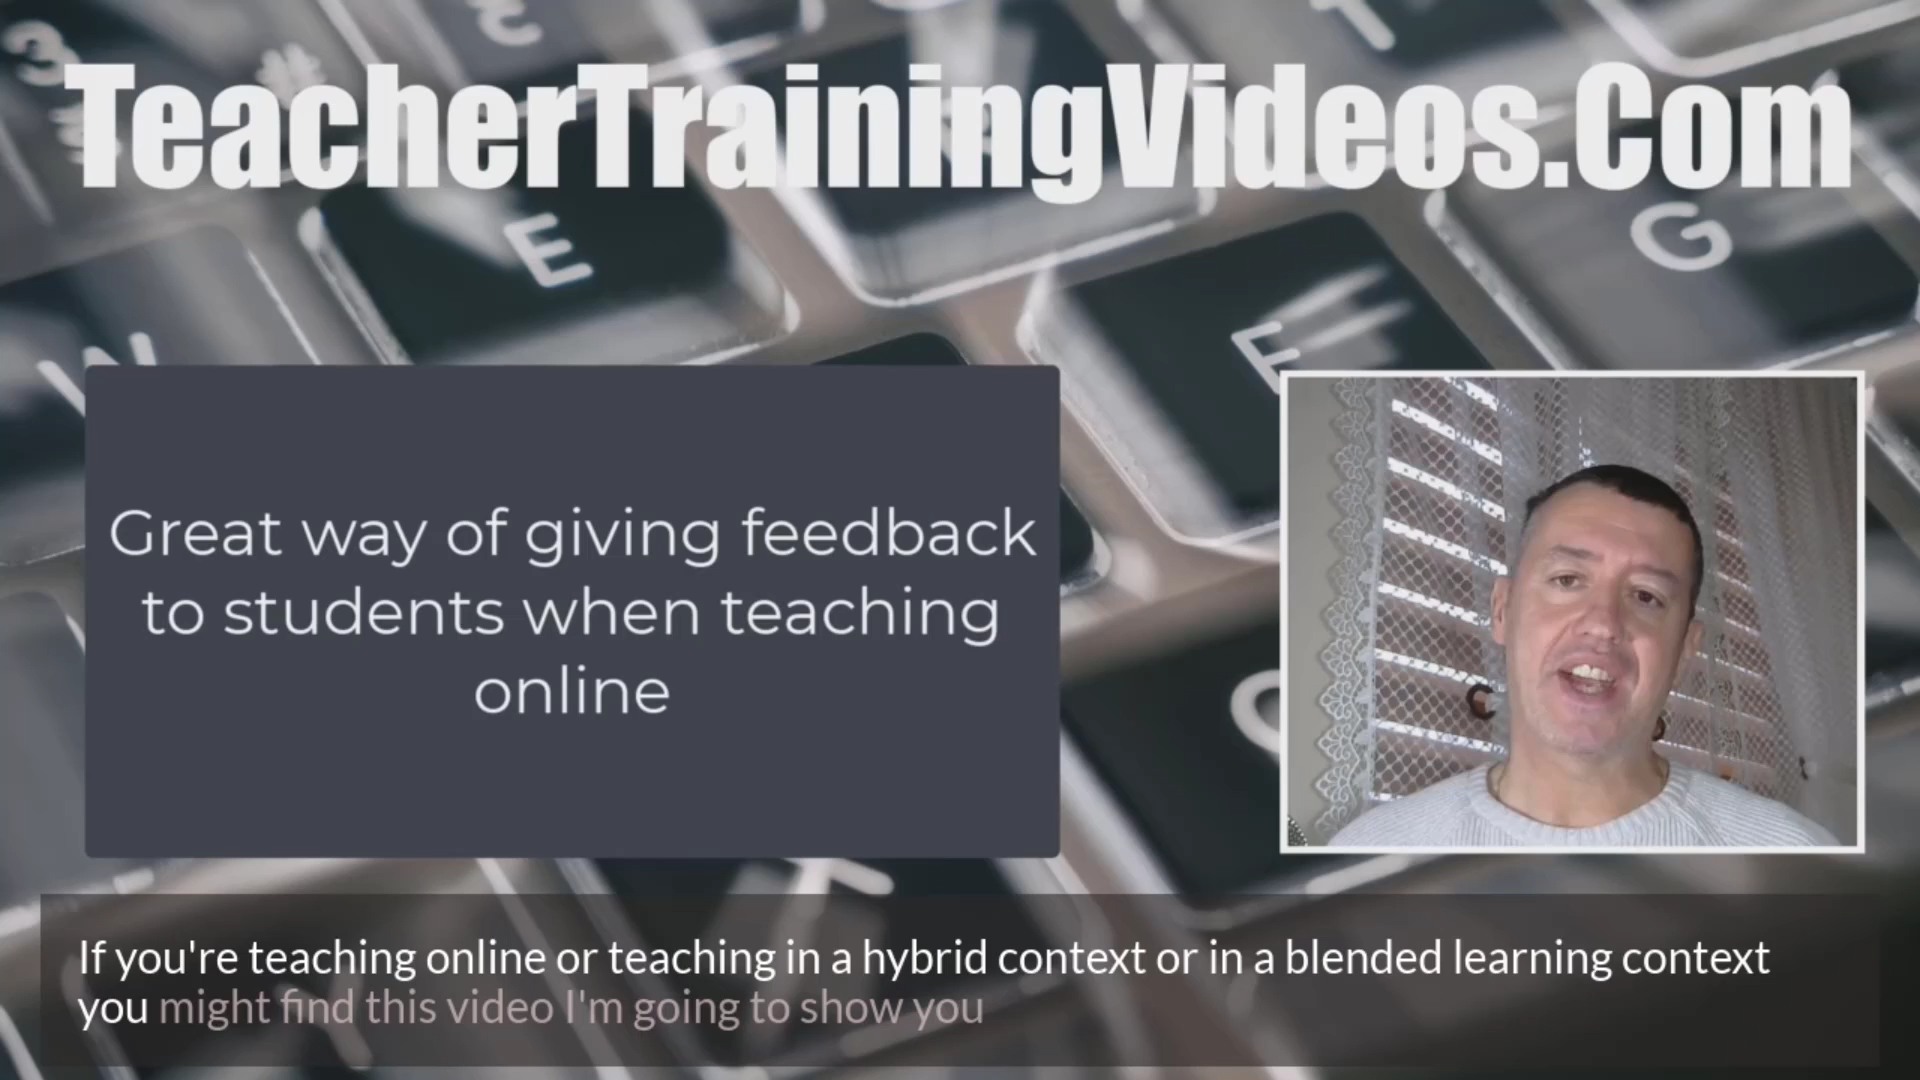 TeacherTrainingVideos.Com
Great way of giving feedback
to students when teaching
online
If you're teaching online or teaching in a hybrid context or in a blended learning context
you might find this video I'm going to show you